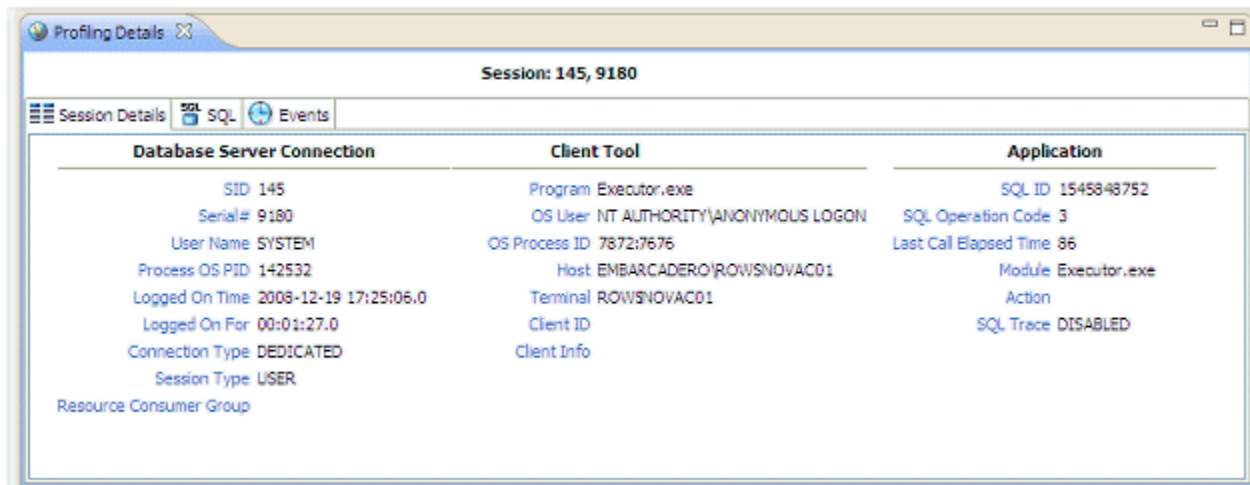 Profiling Details
Session: 145, 9180
Session Details SQL Events
Database Server Connection
SID 145
Serial# 9180
User Name SYSTEM
Process OS PID 142532
Logged On Time 2008-12-19 17:25:06.0
Logged On For 00:01:27.0
Connection Type DEDICATED
Session Type USER
Resource Consumer Group
Client Tool
Program Executor.exe
OS User NT AUTHORITY\ANONYMOUS LOGON
OS Process ID 7872:7676
Host EMBARCADERO\ROWSNOVAC01
Terminal ROWSNOVAC01
Client ID
Client Info
Application
SQL ID 1545848752
SQL Operation Code 3
Last Call Elapsed Time 86
Module Executor.exe
Action
SQL Trace DISABLED